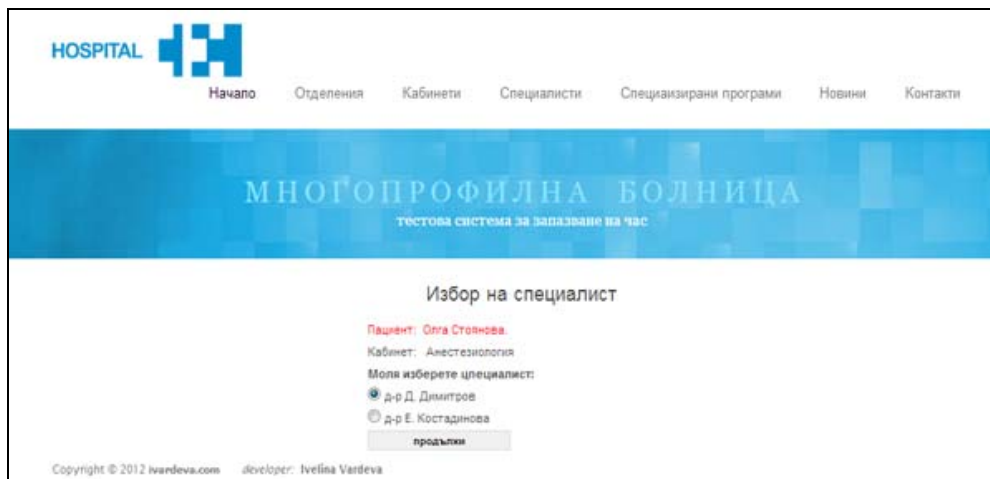 HOSPITAL
Начало Отделения Кабинети Специалисти Специаизирани програми Новини Контакти
МНОГОПРОФИЛНА БОЛНИЦА
тестова система за запазване на час
Избор на специалист
Пациент: Олга Стоянова.
Кабинет: Анестезиология
Моля изберете цпециалист:
д-р Д. Димитров
д-р Е. Костадинова
продължи
Copyright © 2012 ivardeva.com developer: Ivelina Vardeva